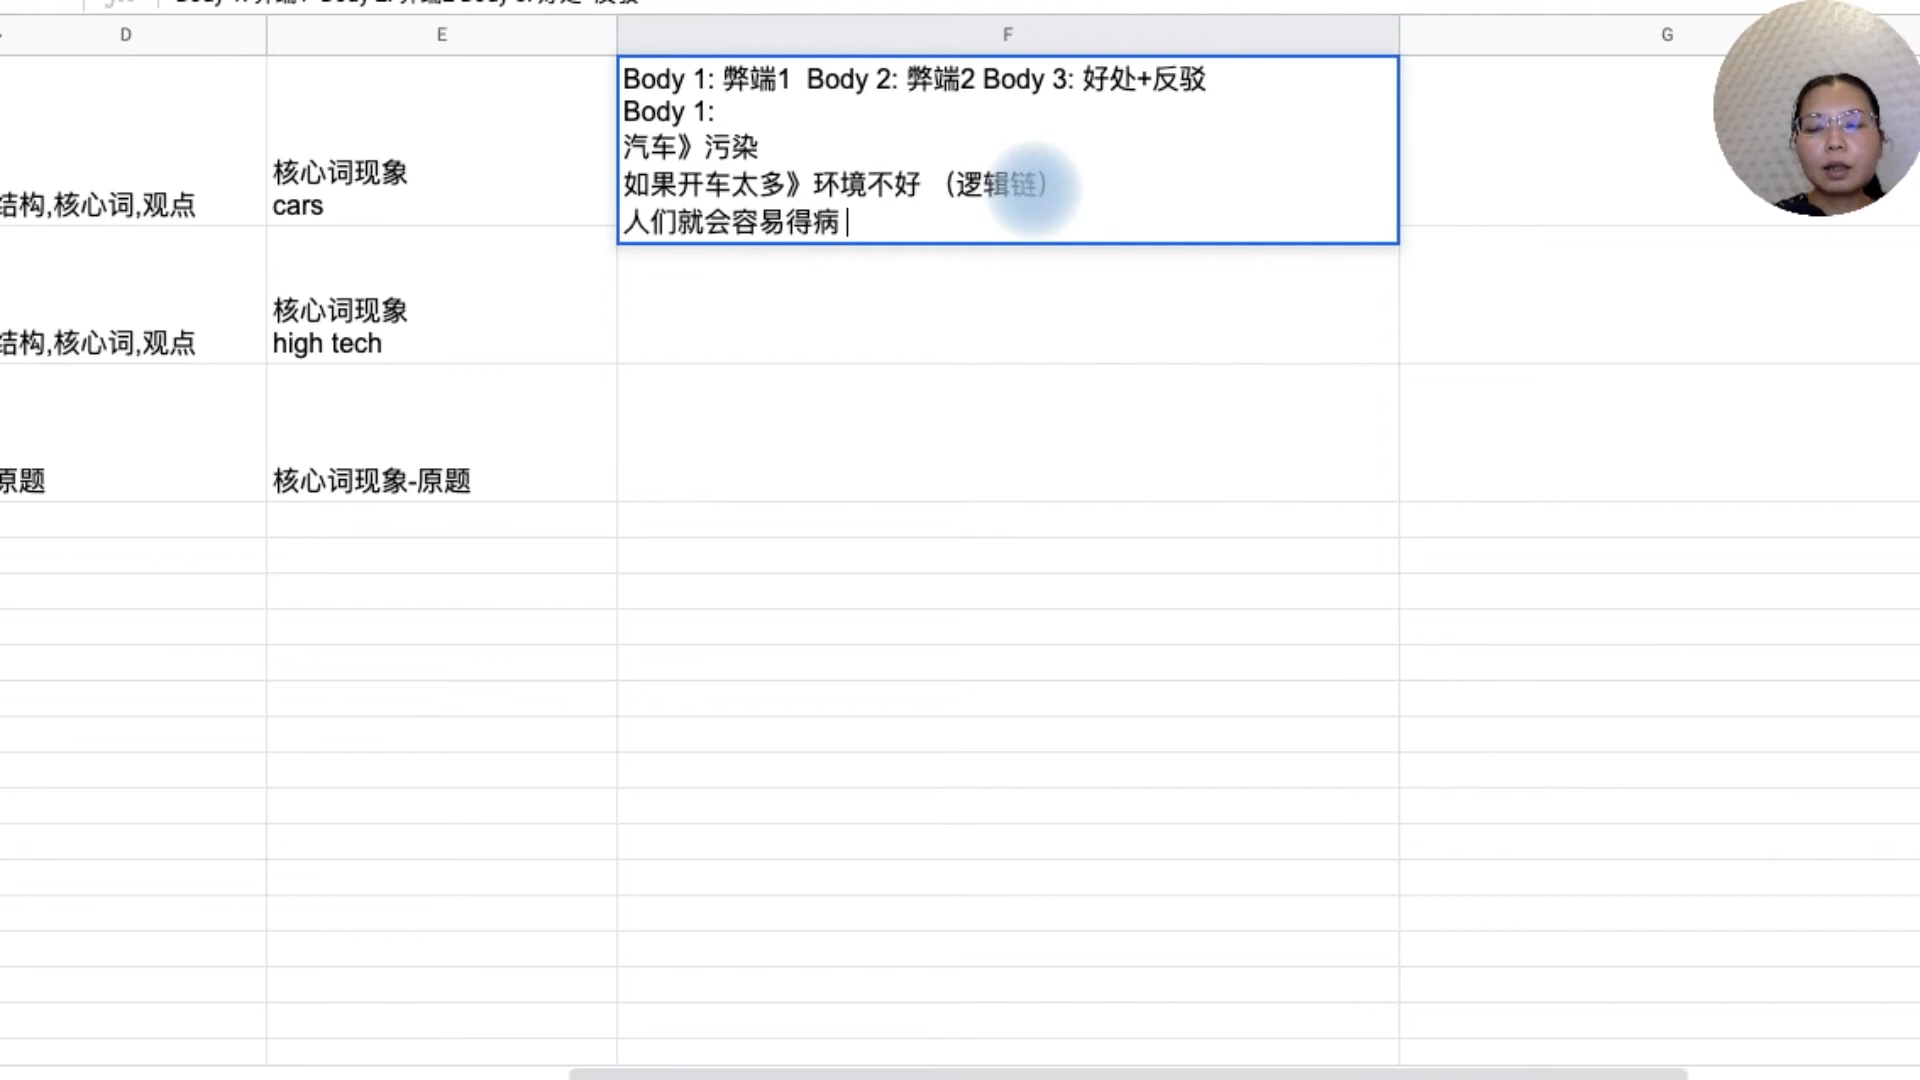 D
E
F
G
Body 1: 弊端1  Body 2: 弊端2 Body 3: 好处+反驳
Body 1:
汽车》污染
如果开车太多》环境不好 （逻辑链）
人们就会容易得病
核心词现象
cars
结构,核心词,观点
核心词现象
high tech
结构,核心词,观点
原题
核心词现象-原题